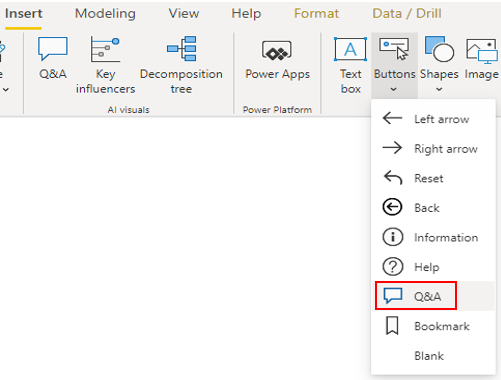 Insert Modeling View Help Format Data / Drill
Q&A Key influencers Decomposition tree Power Apps Text box Buttons Shapes Image
AI visuals Power Platform
Left arrow
Right arrow
Reset
Back
Information
Help
Q&A
Bookmark
Blank